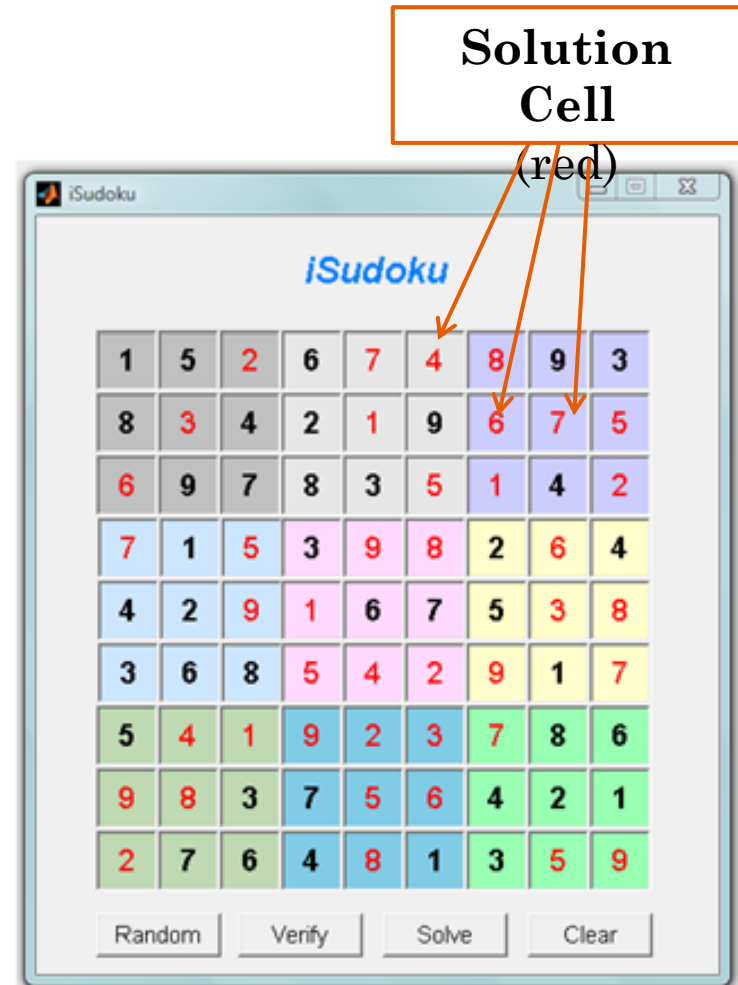 Solution
Cell
(red)
iSudoku
iSudoku
1 5 2 6 7 4 8 9 3
8 3 4 2 1 9 6 7 5
6 9 7 8 3 5 1 4 2
7 1 5 3 9 8 2 6 4
4 2 9 1 6 7 5 3 8
3 6 8 5 4 2 9 1 7
5 4 1 9 2 3 7 8 6
9 8 3 7 5 6 4 2 1
2 7 6 4 8 1 3 5 9
Random Verify Solve Clear